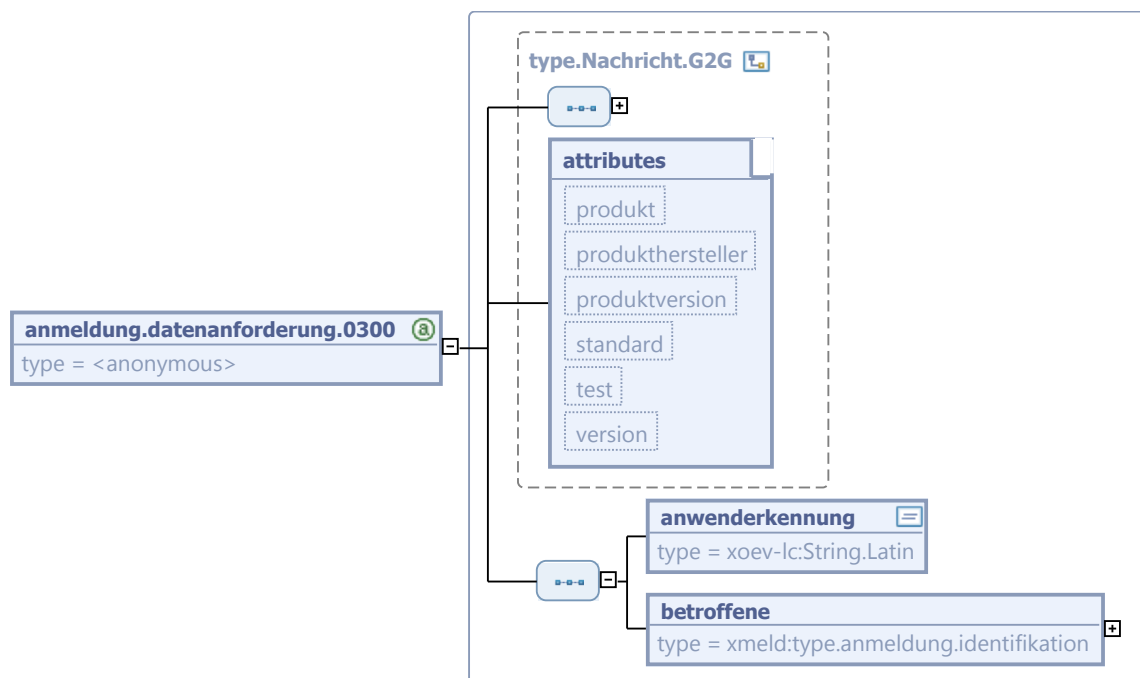 type.Nachricht.G2G
attributes
produkt
produkthersteller
produktversion
standard
test
version
anmeldung.datenanforderung.0300
type = <anonymous>
anwenderkennung
type = xoev-lc:String.Latin
betroffene
type = xmeld:type.anmeldung.identifikation